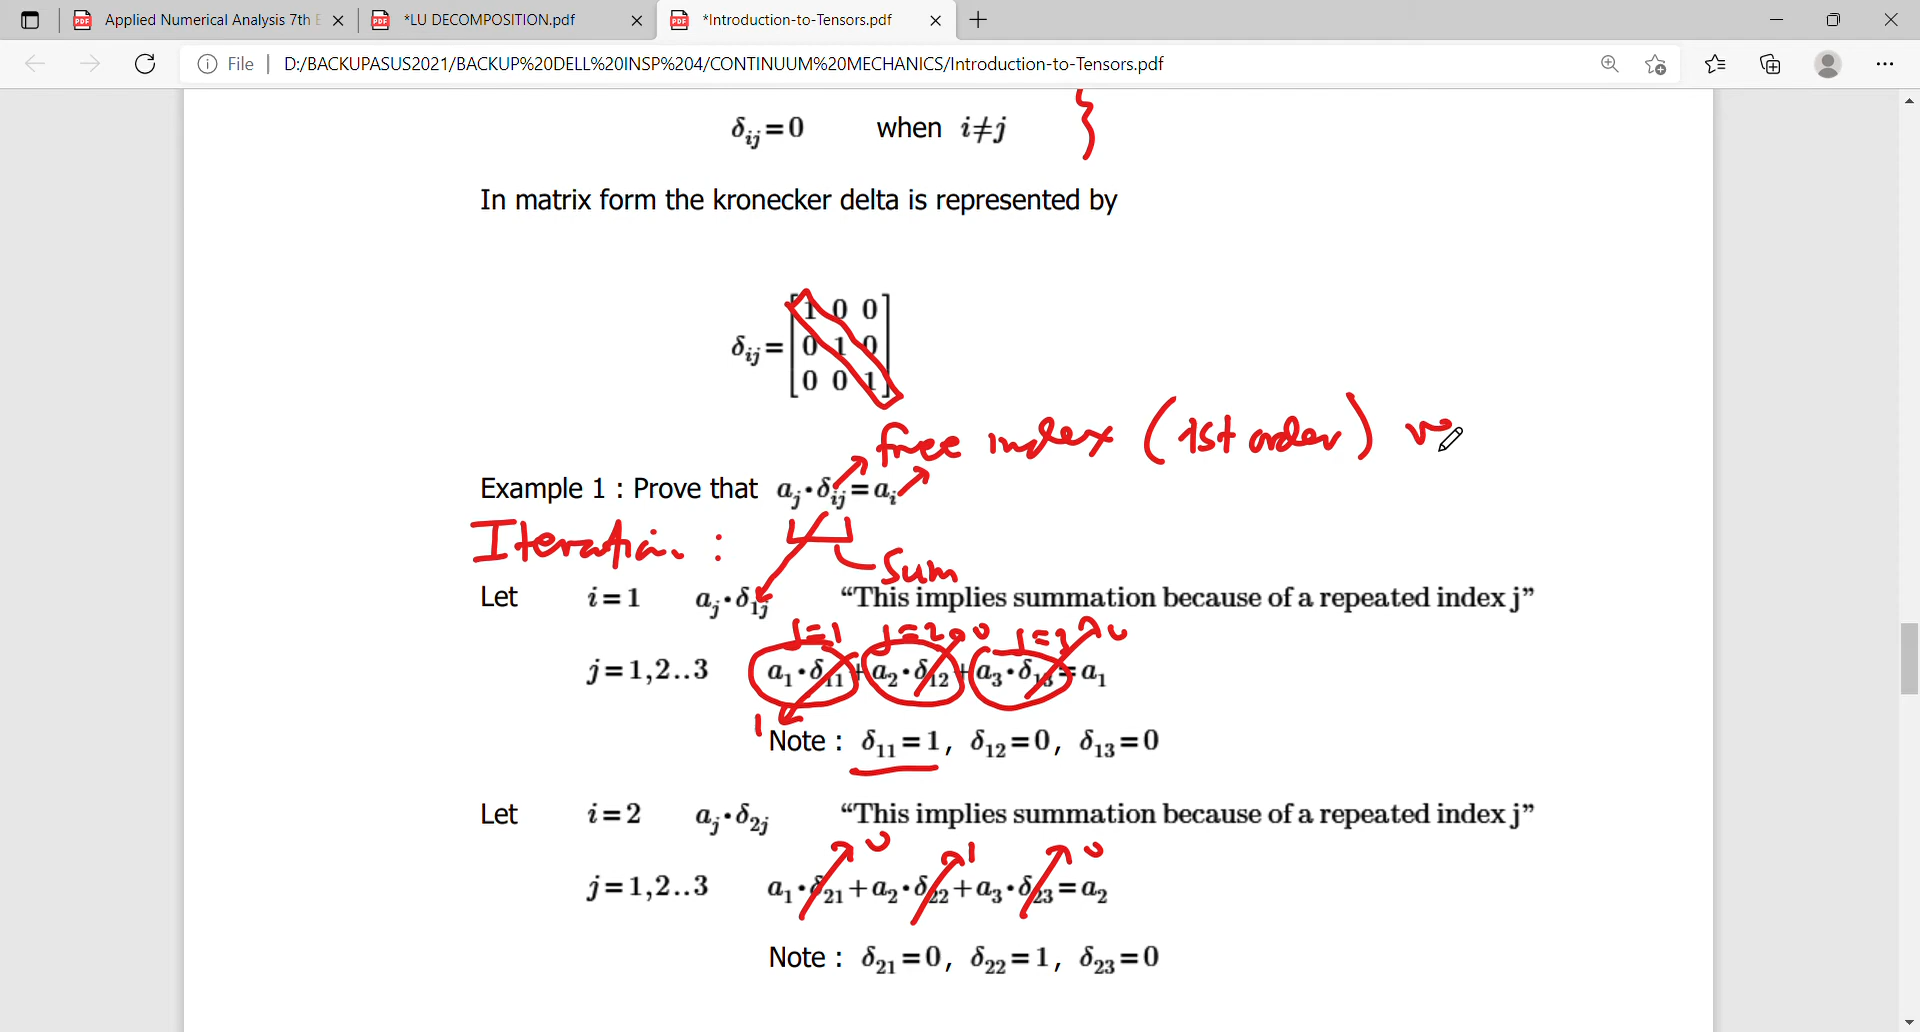 Applied Numerical Analysis 7th E
*LU DECOMPOSITION.pdf
*Introduction-to-Tensors.pdf
File | D:/BACKUPASUS2021/BACKUP%20DELL%20INSP%204/CONTINUUM%20MECHANICS/Introduction-to-Tensors.pdf
δij=0 when i≠j
In matrix form the kronecker delta is represented by
δij= [1 0 0
0 1 0
0 0 1]
free index (1st order)
Example 1 : Prove that aj·δij=ai
Iteration :
Sum
Let i=1 aj·δ1j “This implies summation because of a repeated index j”
j=1 j=2 0 j=3 0
j=1,2..3 a1·δ11+a2·δ12+a3·δ13=a1
1
Note : δ11=1, δ12=0, δ13=0
Let i=2 aj·δ2j “This implies summation because of a repeated index j”
0 1 0
j=1,2..3 a1·δ21+a2·δ22+a3·δ23=a2
Note : δ21=0, δ22=1, δ23=0